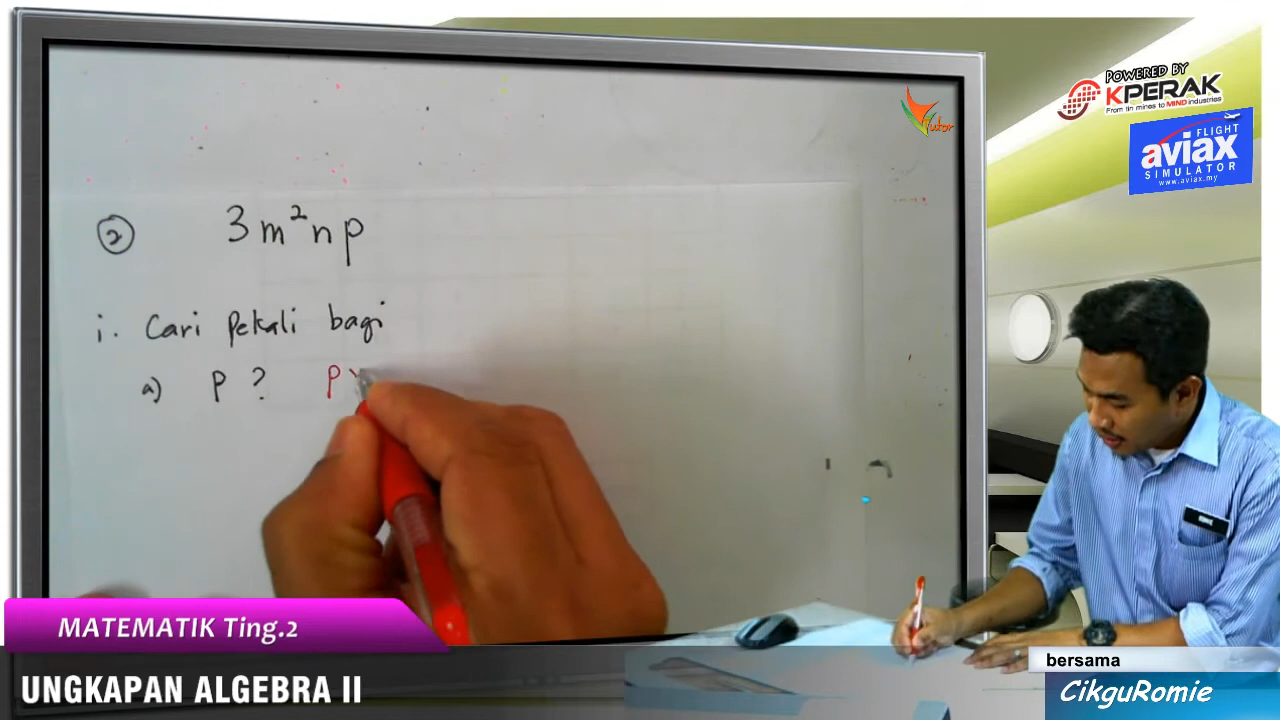 ② 3m²np
i. Cari pekali bagi
a) p ? p ×
Tutor
POWERED BY
KPERAK
From tin mines to MIND industries
FLIGHT
aviax
SIMULATOR
www.aviax.my
MATEMATIK Ting.2
UNGKAPAN ALGEBRA II
bersama
CikguRomie